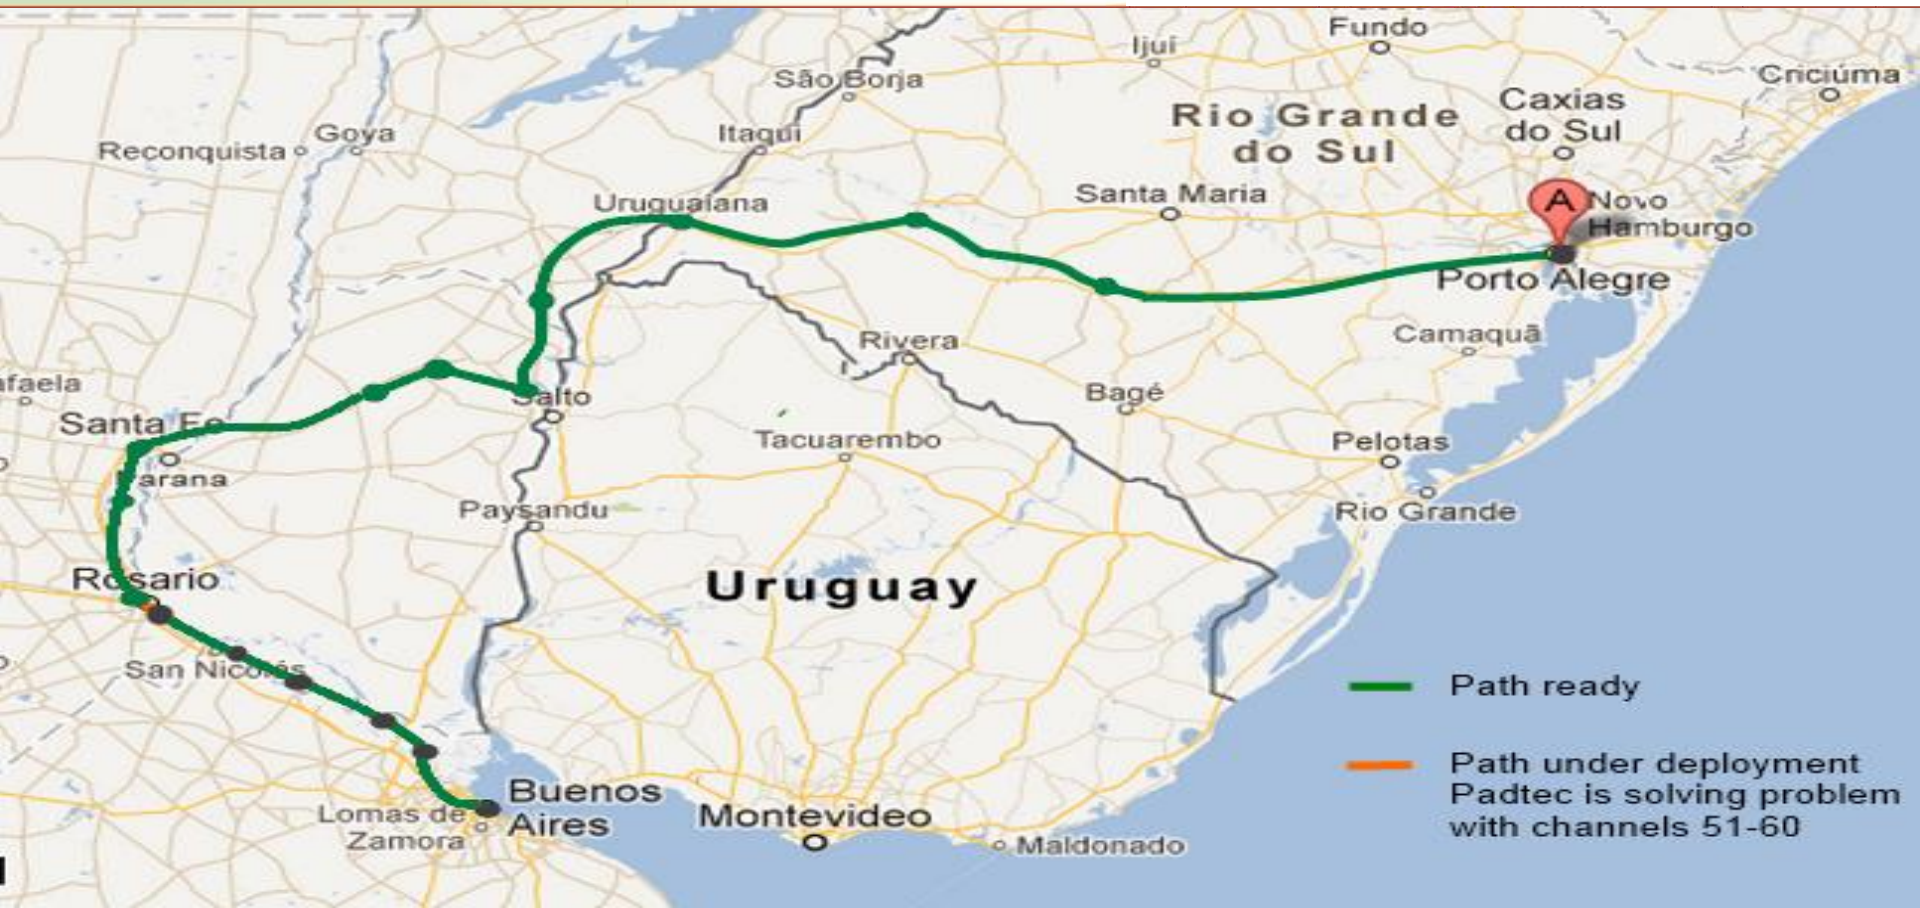 Fundo
Ijuí
São Borja
Criciúma
Caxias
do Sul
Rio Grande
do Sul
Goya
Itaqui
Reconquista
Santa Maria
Novo
Hamburgo
Uruguaiana
A
Porto Alegre
Camaquã
Rivera
Bagé
Salto
Santa Fe
Tacuarembo
Pelotas
Parana
Paysandu
Rio Grande
Rosario
Uruguay
San Nicolás
Path ready
Path under deployment
Padtec is solving problem
with channels 51-60
Buenos
Aires
Lomas de
Zamora
Montevideo
Maldonado